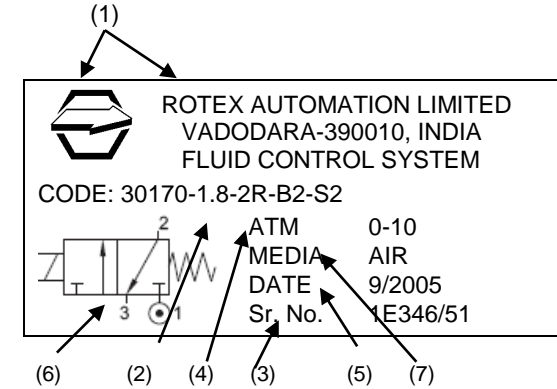 (1)
ROTEX AUTOMATION LIMITED
VADODARA-390010, INDIA
FLUID CONTROL SYSTEM
CODE: 30170-1.8-2R-B2-S2
2
ATM 0-10
MEDIA AIR
DATE 9/2005
3 1 Sr. No. 1E346/51
(6) (2) (4) (3) (5) (7)